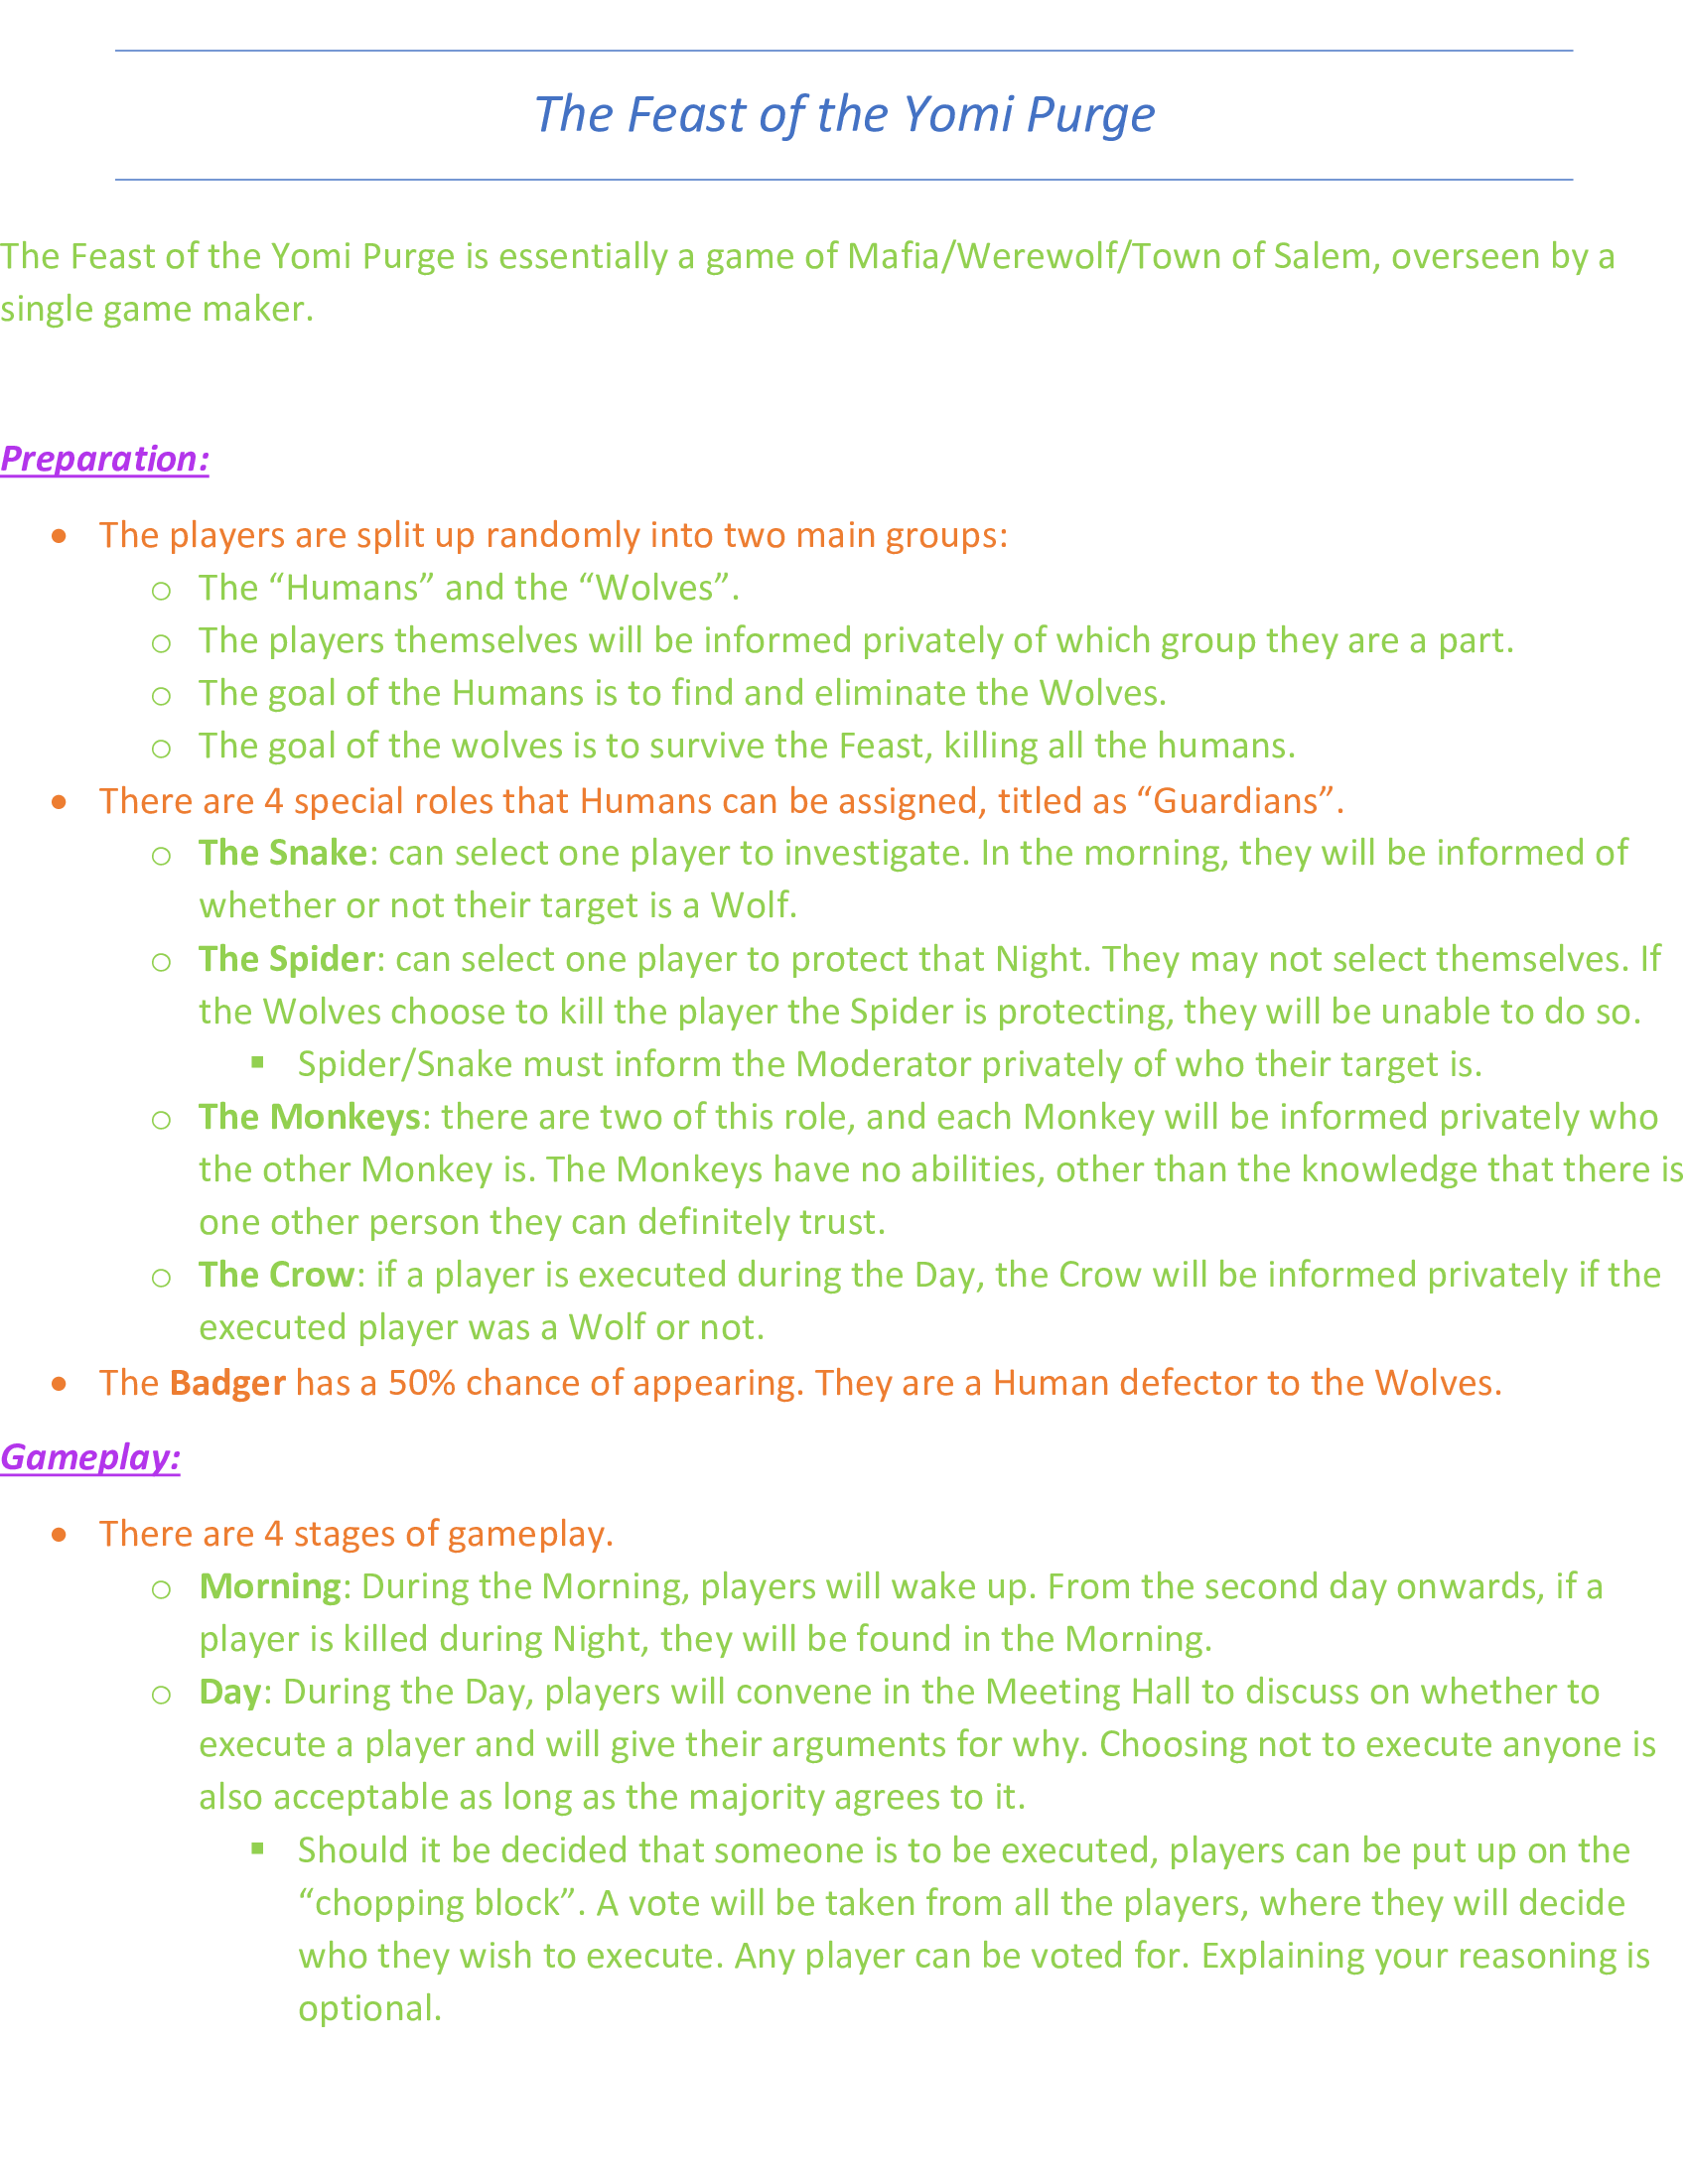 The Feast of the Yomi Purge
The Feast of the Yomi Purge is essentially a game of Mafia/Werewolf/Town of Salem, overseen by a
single game maker.
Preparation:
• The players are split up randomly into two main groups:
o The “Humans” and the “Wolves”.
o The players themselves will be informed privately of which group they are a part.
o The goal of the Humans is to find and eliminate the Wolves.
o The goal of the wolves is to survive the Feast, killing all the humans.
• There are 4 special roles that Humans can be assigned, titled as “Guardians”.
o The Snake: can select one player to investigate. In the morning, they will be informed of
whether or not their target is a Wolf.
o The Spider: can select one player to protect that Night. They may not select themselves. If
the Wolves choose to kill the player the Spider is protecting, they will be unable to do so.
▪ Spider/Snake must inform the Moderator privately of who their target is.
o The Monkeys: there are two of this role, and each Monkey will be informed privately who
the other Monkey is. The Monkeys have no abilities, other than the knowledge that there is
one other person they can definitely trust.
o The Crow: if a player is executed during the Day, the Crow will be informed privately if the
executed player was a Wolf or not.
• The Badger has a 50% chance of appearing. They are a Human defector to the Wolves.
Gameplay:
• There are 4 stages of gameplay.
o Morning: During the Morning, players will wake up. From the second day onwards, if a
player is killed during Night, they will be found in the Morning.
o Day: During the Day, players will convene in the Meeting Hall to discuss on whether to
execute a player and will give their arguments for why. Choosing not to execute anyone is
also acceptable as long as the majority agrees to it.
▪ Should it be decided that someone is to be executed, players can be put up on the
“chopping block”. A vote will be taken from all the players, where they will decide
who they wish to execute. Any player can be voted for. Explaining your reasoning is
optional.